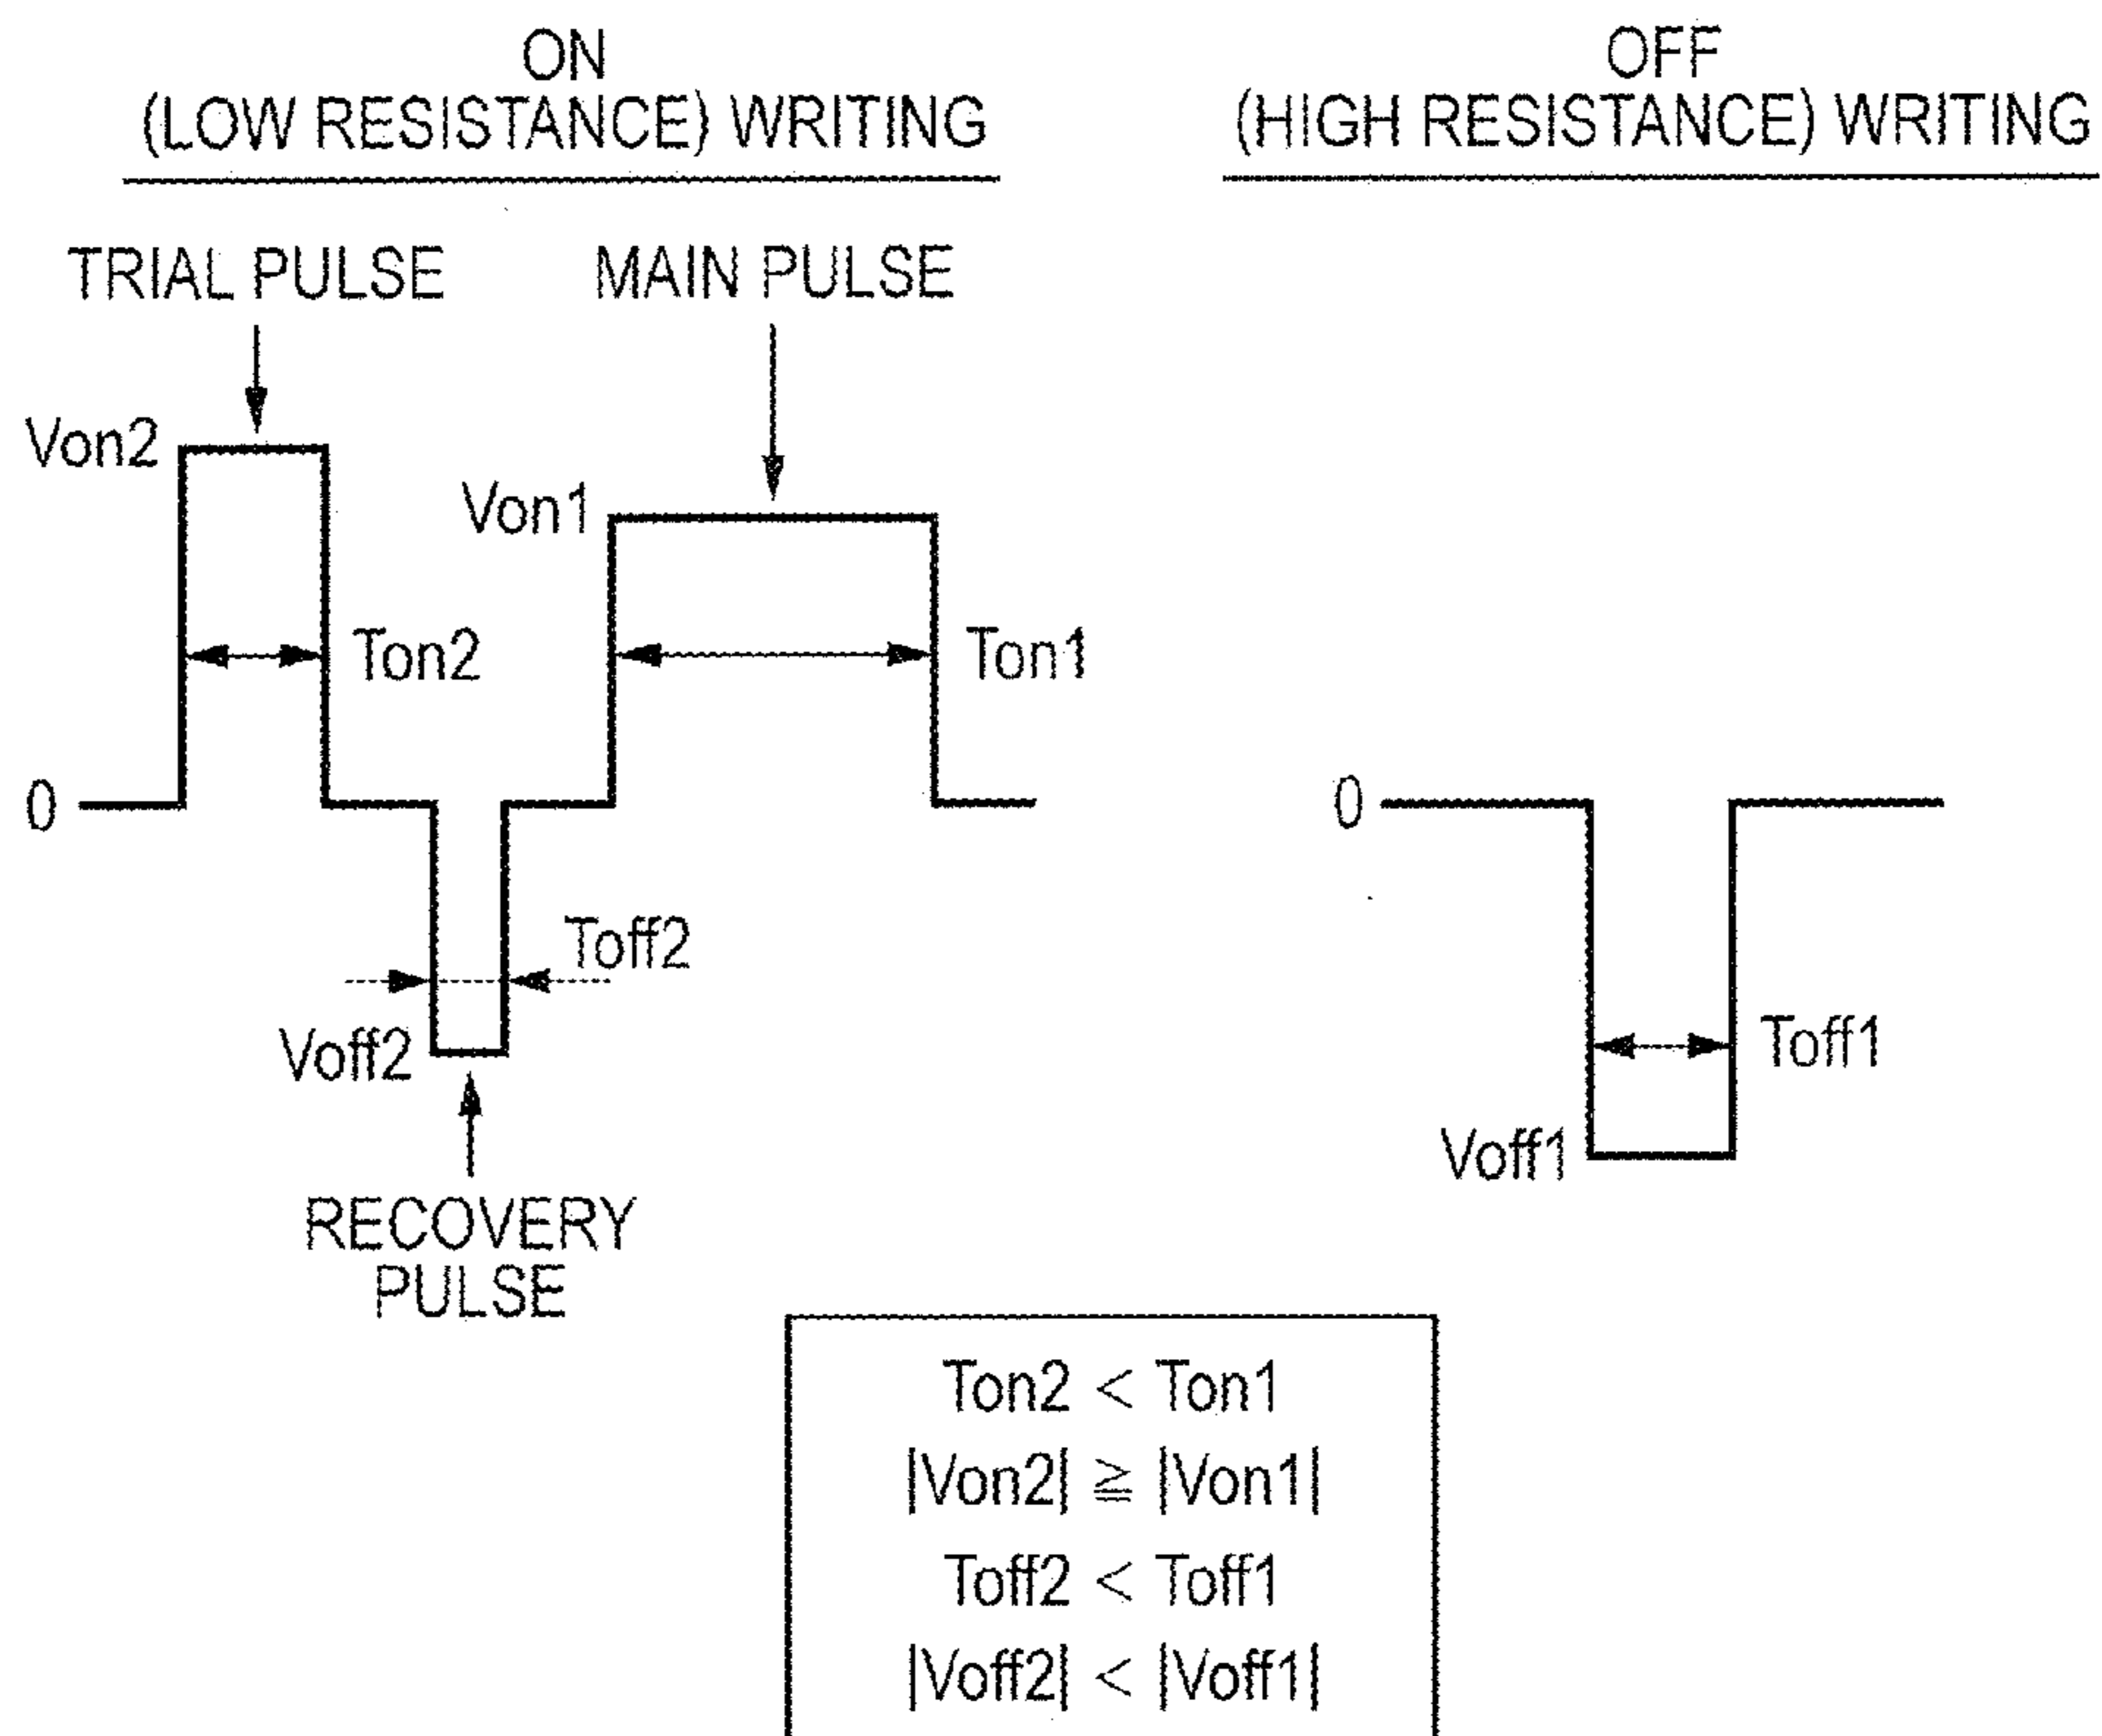 ON
(LOW RESISTANCE) WRITING
OFF
(HIGH RESISTANCE) WRITING
TRIAL PULSE
MAIN PULSE
Von2
Von1
Ton2
Ton1
0
0
Toff2
Voff2
Toff1
Voff1
RECOVERY
PULSE
Ton2 < Ton1
|Von2| ≧ |Von1|
Toff2 < Toff1
|Voff2| < |Voff1|